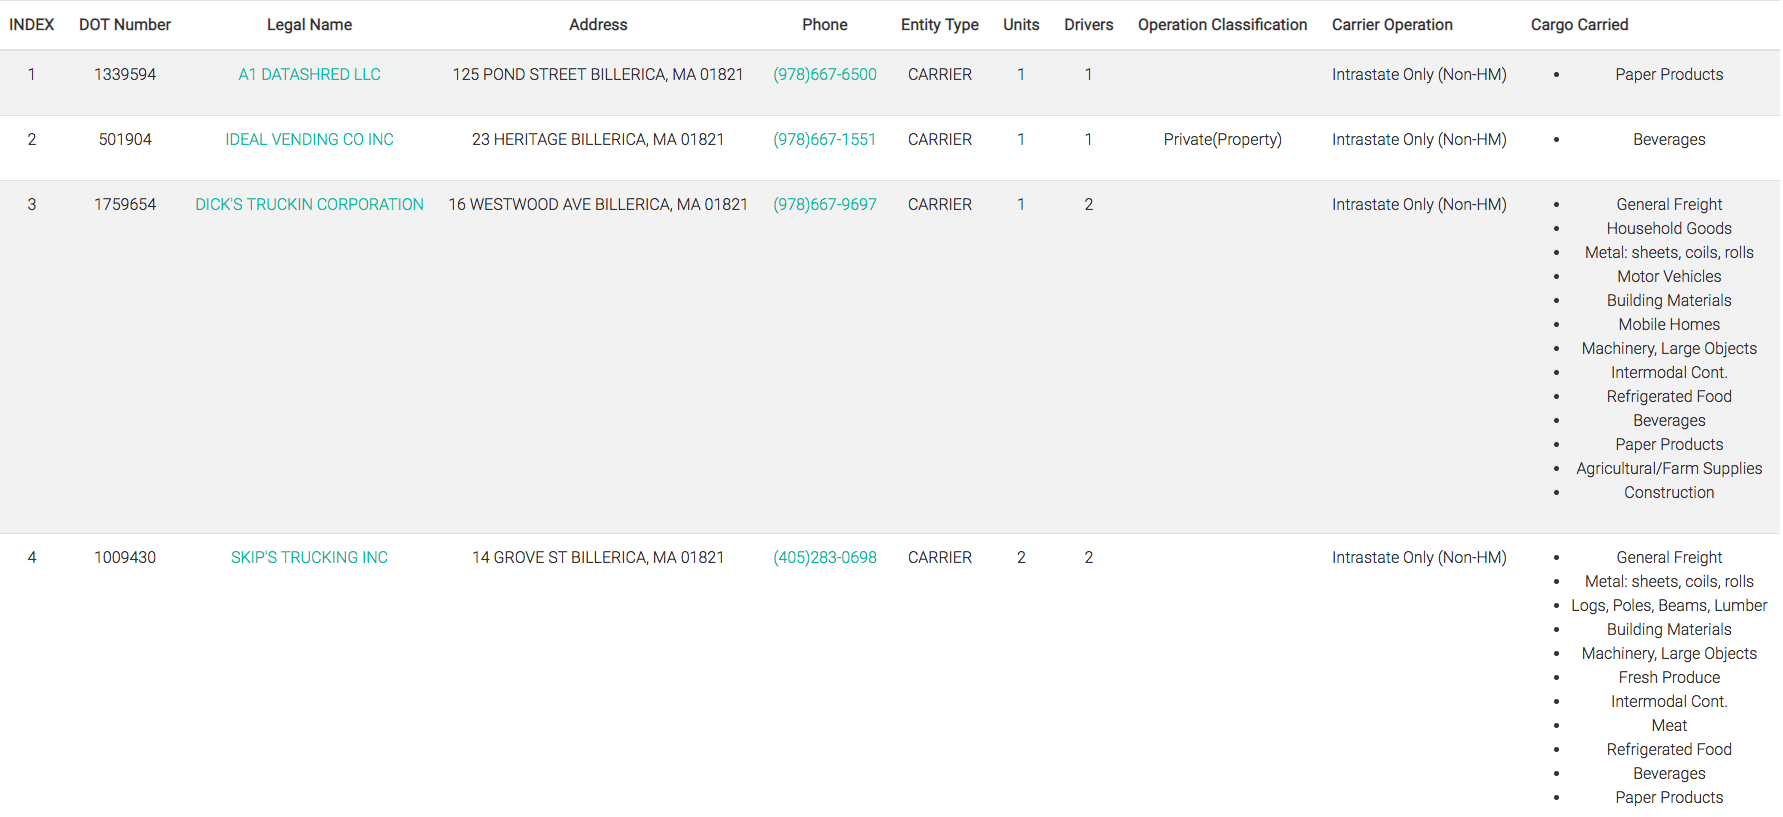 INDEX DOT Number Legal Name Address Phone Entity Type Units Drivers Operation Classification Carrier Operation Cargo Carried
1 1339594 A1 DATASHRED LLC 125 POND STREET BILLERICA, MA 01821 (978)667-6500 CARRIER 1 1 Intrastate Only (Non-HM) • Paper Products
2 501904 IDEAL VENDING CO INC 23 HERITAGE BILLERICA, MA 01821 (978)667-1551 CARRIER 1 1 Private(Property) Intrastate Only (Non-HM) • Beverages
3 1759654 DICK'S TRUCKIN CORPORATION 16 WESTWOOD AVE BILLERICA, MA 01821 (978)667-9697 CARRIER 1 2 Intrastate Only (Non-HM) • General Freight
• Household Goods
• Metal: sheets, coils, rolls
• Motor Vehicles
• Building Materials
• Mobile Homes
• Machinery, Large Objects
• Intermodal Cont.
• Refrigerated Food
• Beverages
• Paper Products
• Agricultural/Farm Supplies
• Construction
4 1009430 SKIP'S TRUCKING INC 14 GROVE ST BILLERICA, MA 01821 (405)283-0698 CARRIER 2 2 Intrastate Only (Non-HM) • General Freight
• Metal: sheets, coils, rolls
• Logs, Poles, Beams, Lumber
• Building Materials
• Machinery, Large Objects
• Fresh Produce
• Intermodal Cont.
• Meat
• Refrigerated Food
• Beverages
• Paper Products